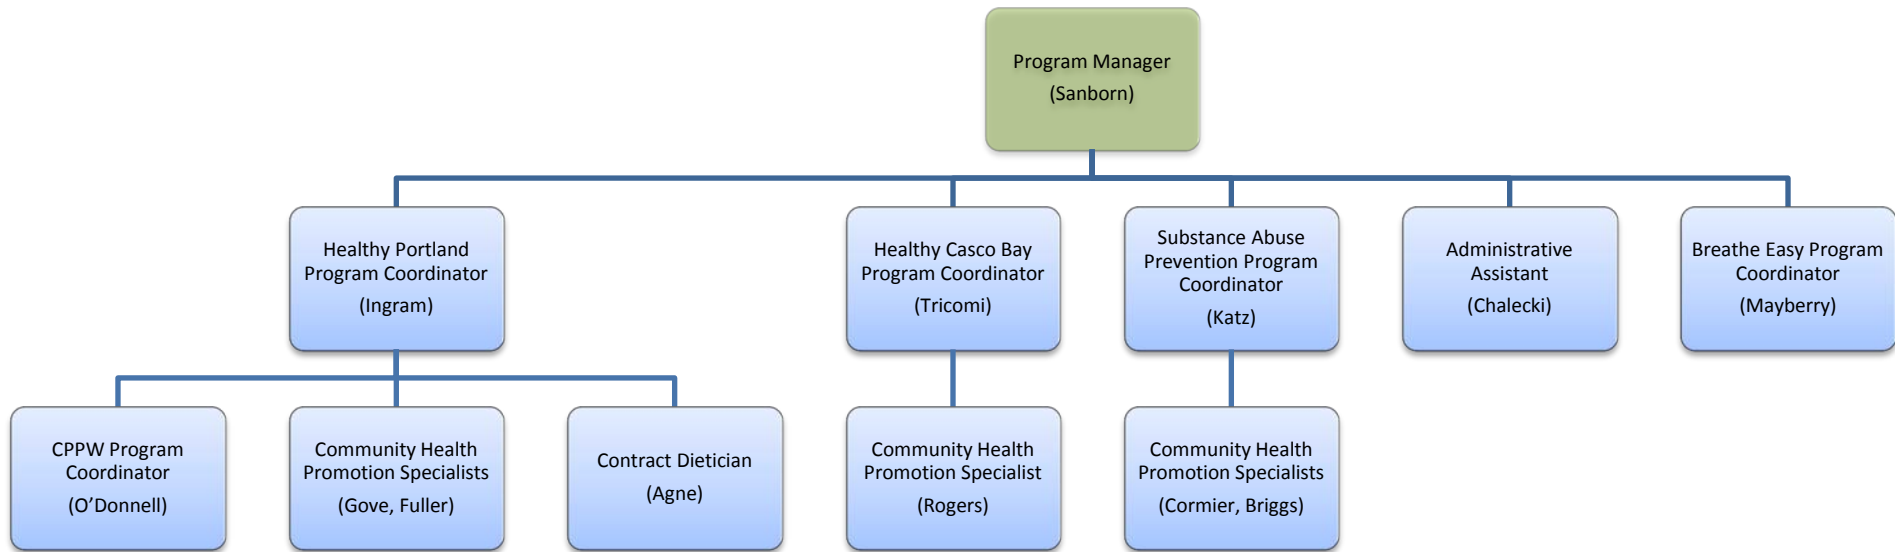 Program Manager
(Sanborn)
Healthy Portland
Program Coordinator
(Ingram)
Healthy Casco Bay
Program Coordinator
(Tricomi)
Substance Abuse
Prevention Program
Coordinator
(Katz)
Administrative
Assistant
(Chalecki)
Breathe Easy Program
Coordinator
(Mayberry)
CPPW Program
Coordinator
(O’Donnell)
Community Health
Promotion Specialists
(Gove, Fuller)
Contract Dietician
(Agne)
Community Health
Promotion Specialist
(Rogers)
Community Health
Promotion Specialists
(Cormier, Briggs)